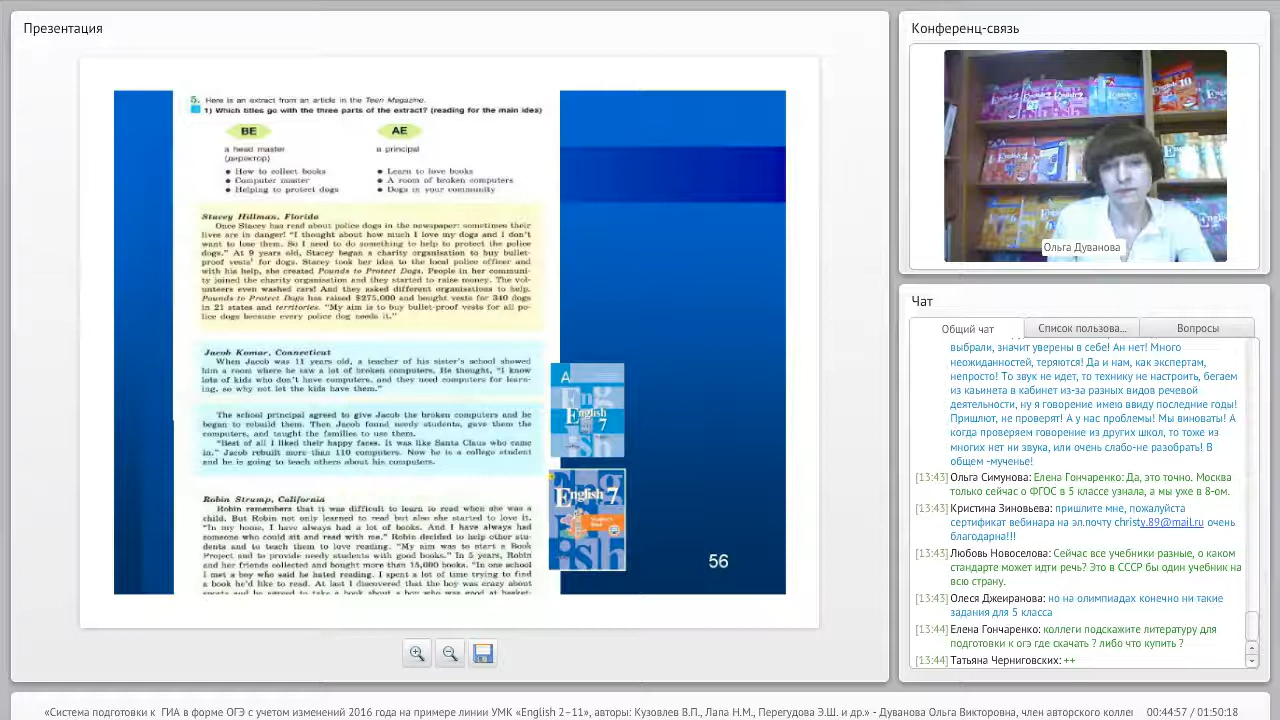 Презентация
5. Here is an extract from an article in the Teen Magazine.
1) Which titles go with the three parts of the extract? (reading for the main idea)
BE
AE
a head master
(директор)
a principal
• How to collect books
• Computer master
• Helping to protect dogs
• Learn to love books
• A room of broken computers
• Dogs in your community
Stacey Hillman, Florida
Once Stacey has read about police dogs in the newspaper: sometimes their
lives are in danger! "I thought about how much I love my dogs and I don't
want to lose them. So I need to do something to help to protect the police
dogs." At 9 years old, Stacey began a charity organisation to buy bullet-
proof vests for dogs. Stacey took her idea to the local police officer and
with his help, she created Pounds to Protect Dogs. People in her communi-
ty joined the charity organisation and they started to raise money. The vol-
unteers even washed cars! And they asked different organisations to help.
Pounds to Protect Dogs has raised $275,000 and bought vests for 340 dogs
in 21 states and territories. "My aim is to buy bullet-proof vests for all po-
lice dogs because every police dog needs it."
Jacob Komar, Connecticut
When Jacob was 11 years old, a teacher of his sister's school showed
him a room where he saw a lot of broken computers. He thought, "I know
lots of kids who don't have computers, and they need computers for learn-
ing, so why not let the kids have them."
The school principal agreed to give Jacob the broken computers and he
began to rebuild them. Then Jacob found needy students, gave them the
computers, and taught the families to use them.
"Best of all I liked their happy faces. It was like Santa Claus who came
in." Jacob rebuilt more than 110 computers. Now he is a college student
and he is going to teach others about his computers.
Robin Strump, California
Robin remembers that it was difficult to learn to read when she was a
child. But Robin not only learned to read but also she started to love it.
"In my home, I have always had a lot of books. And I have always had
someone who could sit and read with me." Robin decided to help other stu-
dents and to teach them to love reading. "My aim was to start a Book
Project and to provide needy students with good books." In 5 years, Robin
and her friends collected and bought more than 15,000 books. "In one school
I met a boy who said he hated reading. I spent a lot of time trying to find
a book he'd like to read. At last I discovered that the boy was crazy about
sports and he agreed to take a book about a boy who was good at basket-
A
Eng
English
7
ish
English 7
ish
56
Конференц-связь
English
10
Ольга Дуванова
Чат
Общий чат
Список пользова...
Вопросы
выбрали, значит уверены в себе! Ан нет! Много
неожиданностей, теряются! Да и нам, как экспертам,
непросто! То звук не идет, то технику не настроить, бегаем
из каьинета в кабинет из-за разных видов речевой
деятельности, ну я говорение имею ввиду последние годы!
Пришлют, не проверят! А у нас проблемы! Мы виноваты! А
когда проверяем говорение из других школ, то тоже из
многих нет ни звука, или очень слабо-не разобрать! В
общем -мученье!
[13:43] Ольга Симунова: Елена Гончаренко: Да, это точно. Москва
только сейчас о ФГОС в 5 классе узнала, а мы уже в 8-ом.
[13:43] Кристина Зиновьева: пришлите мне, пожалуйста
сертификат вебинара на эл.почту christy.89@mail.ru очень
благодарна!!!
[13:43] Любовь Новоселова: Сейчас все учебники разные, о каком
стандарте может идти речь? Это в СССР бы один учебник на
всю страну.
[13:43] Олеся Джеиранова: но на олимпиадах конечно ни такие
задания для 5 класса
[13:44] Елена Гончаренко: коллеги подскажите литературу для
подготовки к огэ где скачать ? либо что купить ?
[13:44] Татьяна Черниговских: ++
«Система подготовки к ГИА в форме ОГЭ с учетом изменений 2016 года на примере линии УМК «English 2–11», авторы: Кузовлев В.П., Лапа Н.М., Перегудова Э.Ш. и др.» - Дуванова Ольга Викторовна, член авторского коллек
00:44:57 / 01:50:18